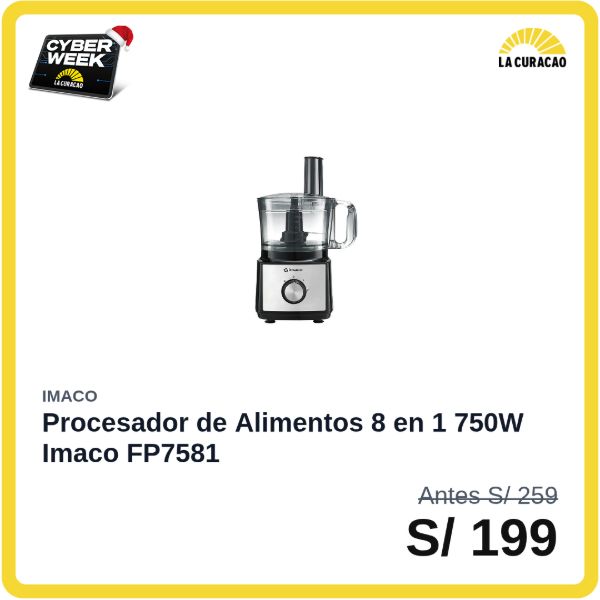 CYBER
WEEK
LA CURACAO
LA CURACAO
imaco
IMACO
Procesador de Alimentos 8 en 1 750W
Imaco FP7581
Antes S/ 259
S/ 199